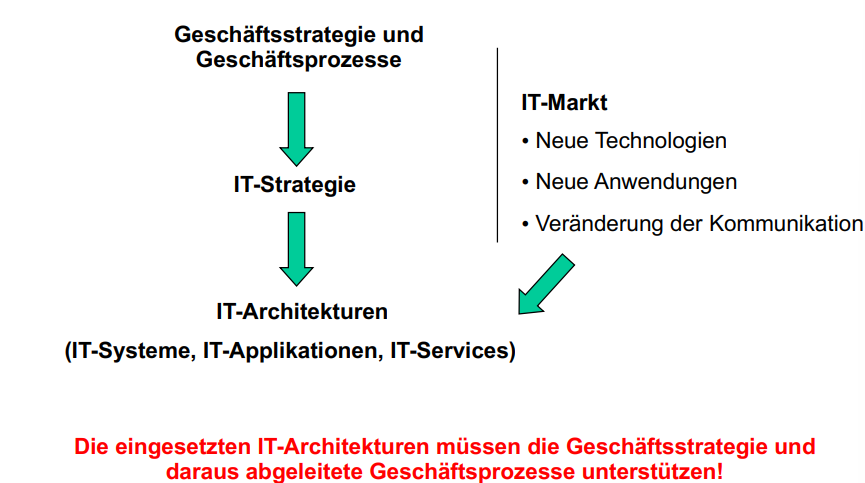 Geschäftsstrategie und
Geschäftsprozesse
IT-Strategie
IT-Architekturen
(IT-Systeme, IT-Applikationen, IT-Services)
IT-Markt
• Neue Technologien
• Neue Anwendungen
• Veränderung der Kommunikation
Die eingesetzten IT-Architekturen müssen die Geschäftsstrategie und
daraus abgeleitete Geschäftsprozesse unterstützen!